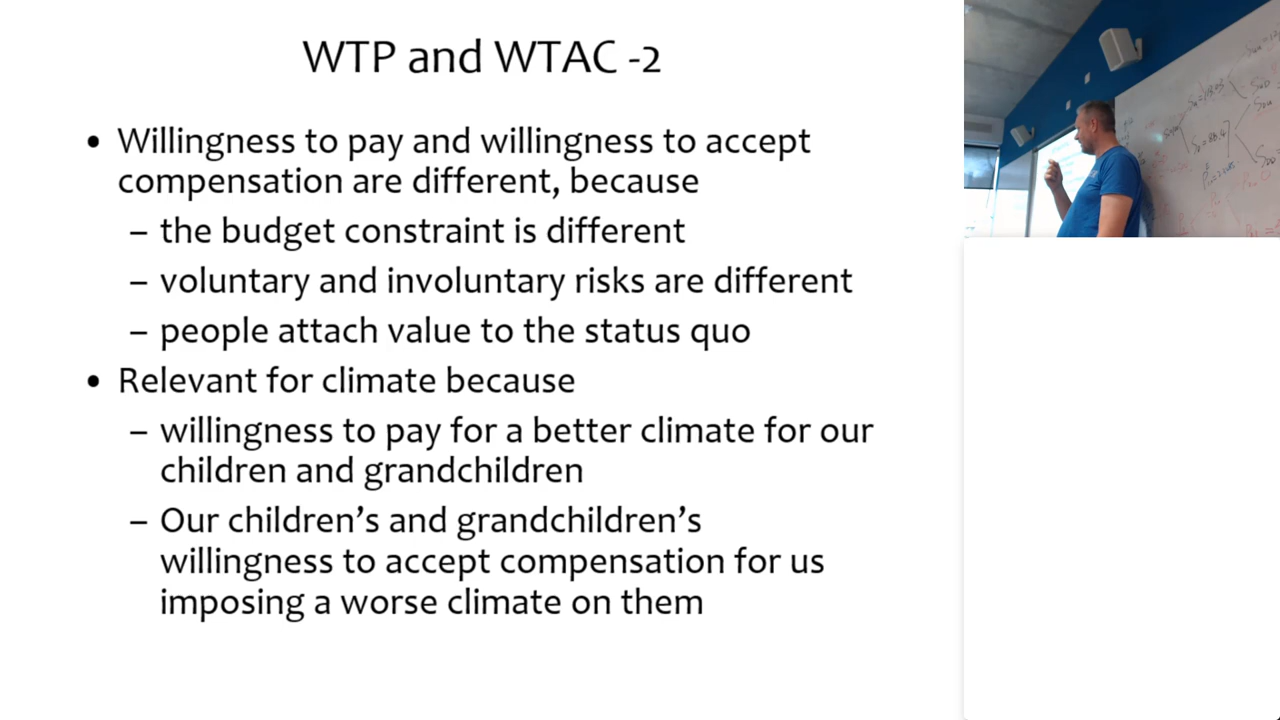 WTP and WTAC -2
• Willingness to pay and willingness to accept
compensation are different, because
– the budget constraint is different
– voluntary and involuntary risks are different
– people attach value to the status quo
• Relevant for climate because
– willingness to pay for a better climate for our
children and grandchildren
– Our children’s and grandchildren’s
willingness to accept compensation for us
imposing a worse climate on them